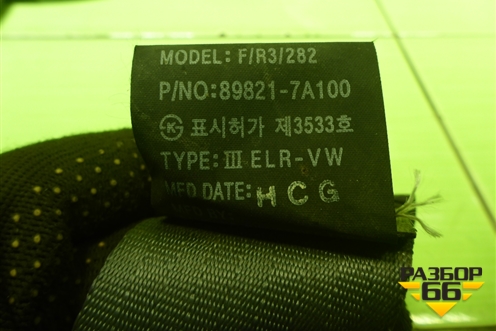 MODEL: F/R3/282
P/NO: 89821-7A100
K 표시허가 제3533호
TYPE: Ⅲ ELR-VW
MFD DATE: H C G
РАЗБОР
66